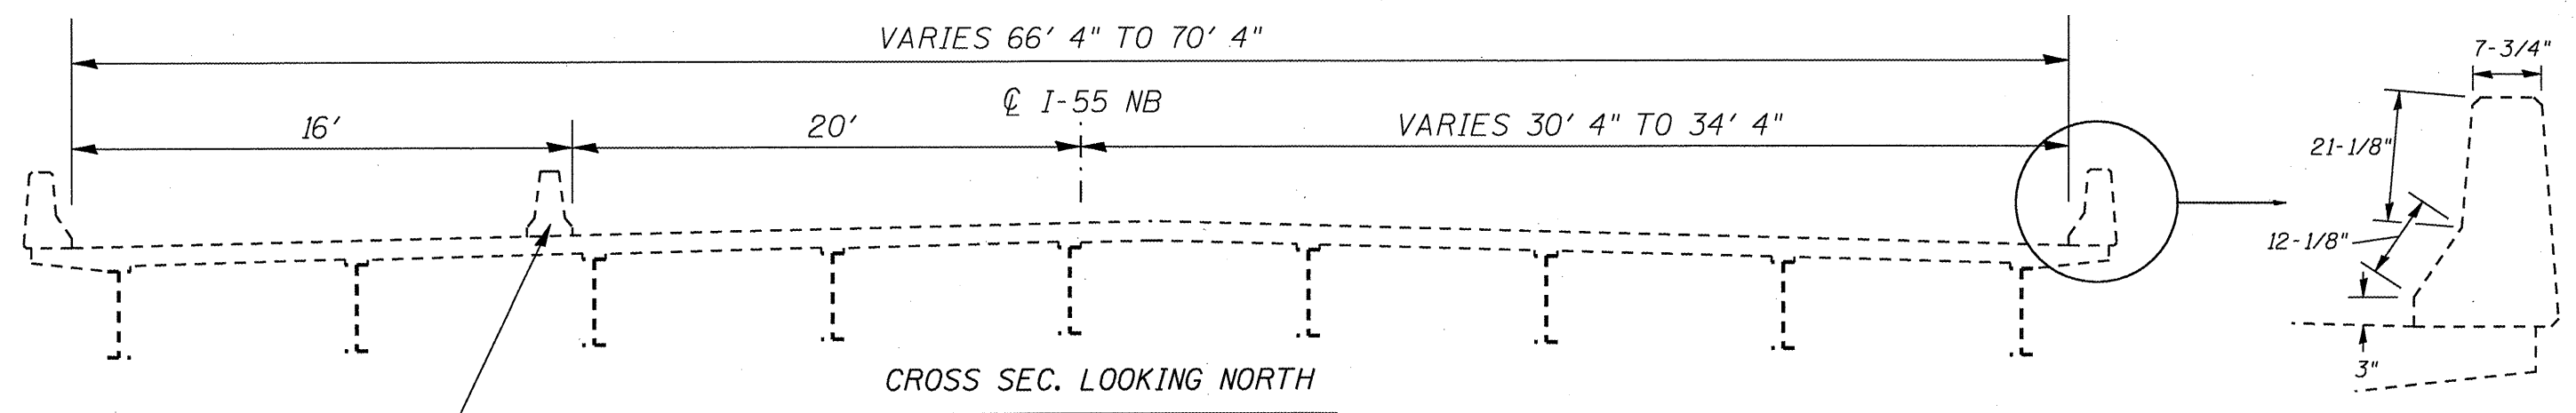 VARIES 66' 4" TO 70' 4"
℄ I-55 NB
16'
20'
VARIES 30' 4" TO 34' 4"
CROSS SEC. LOOKING NORTH
7-3/4"
21-1/8"
12-1/8"
3"